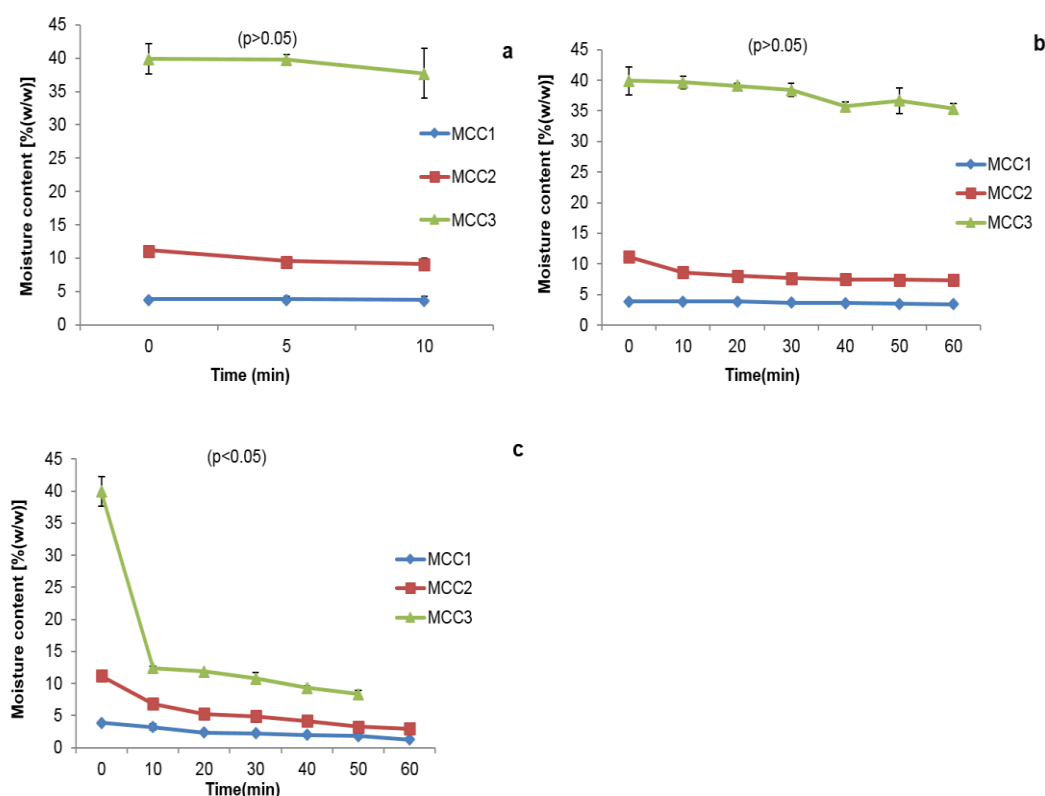 (p>0.05)
a
Moisture content [%(w/w)]
45
40
35
30
25
20
15
10
5
0
MCC1
MCC2
MCC3
0 5 10
Time (min)
(p>0.05)
b
Moisture content [%(w/w)]
45
40
35
30
25
20
15
10
5
0
MCC1
MCC2
MCC3
0 10 20 30 40 50 60
Time(min)
(p<0.05)
c
Moisture content [%(w/w)]
45
40
35
30
25
20
15
10
5
0
MCC1
MCC2
MCC3
0 10 20 30 40 50 60
Time(min)